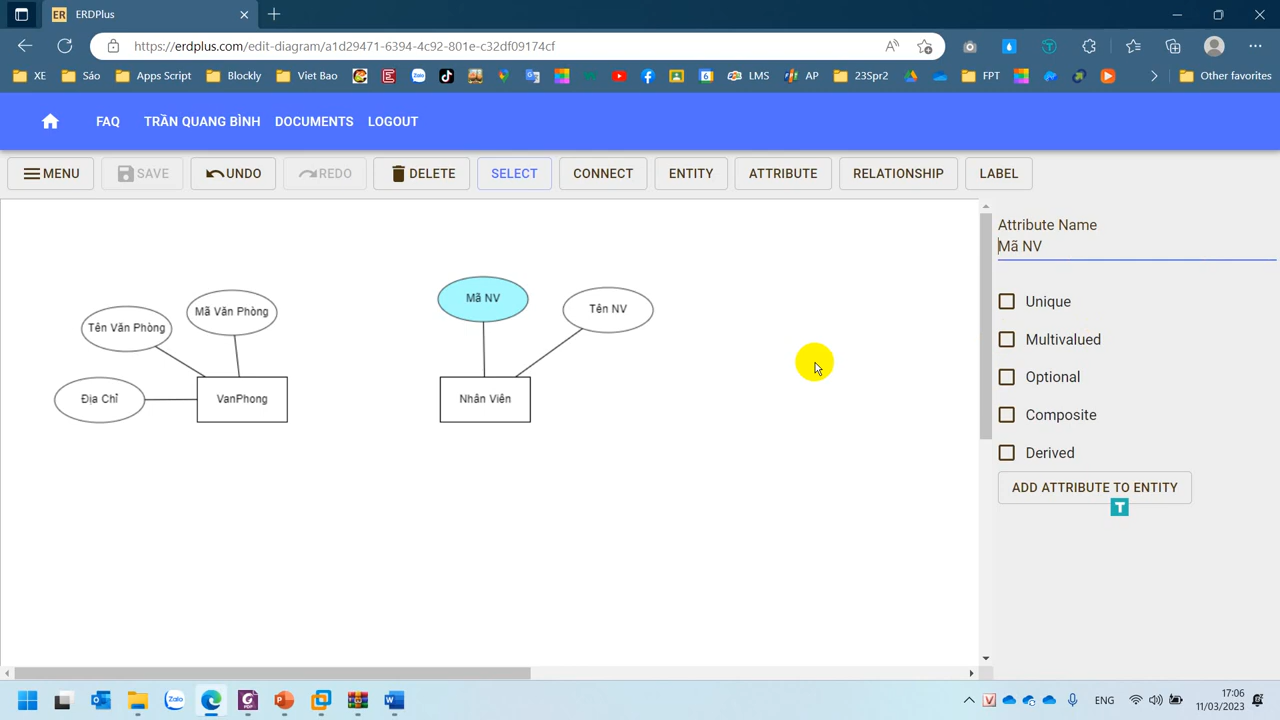 ER ERDPlus
https://erdplus.com/edit-diagram/a1d29471-6394-4c92-801e-c32df09174cf
XE Sáo Apps Script Blockly Viet Bao LMS AP 23Spr2 FPT Other favorites
FAQ TRẦN QUANG BÌNH DOCUMENTS LOGOUT
MENU SAVE UNDO REDO DELETE SELECT CONNECT ENTITY ATTRIBUTE RELATIONSHIP LABEL
Attribute Name
Mã NV
Unique
Multivalued
Optional
Composite
Derived
ADD ATTRIBUTE TO ENTITY
T
Mã NV
Tên NV
Mã Văn Phòng
Tên Văn Phòng
Địa Chỉ
VanPhong
Nhân Viên
Zalo
ENG
17:06
11/03/2023